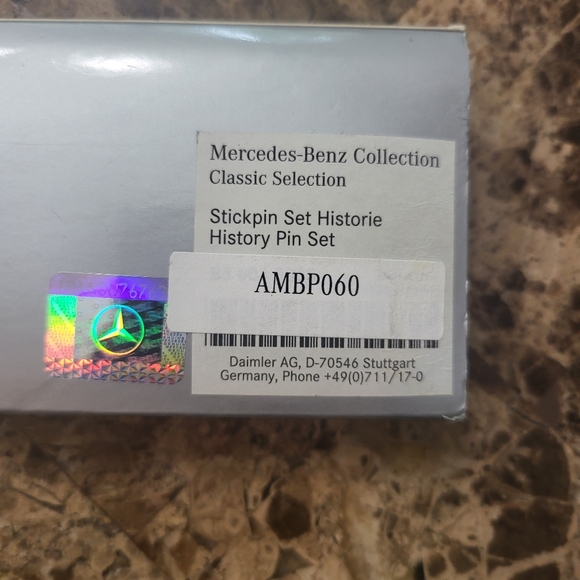 Mercedes-Benz Collection
Classic Selection
Stickpin Set Historie
History Pin Set
AMBP060
Daimler AG, D-70546 Stuttgart
Germany, Phone +49(0)711/17-0